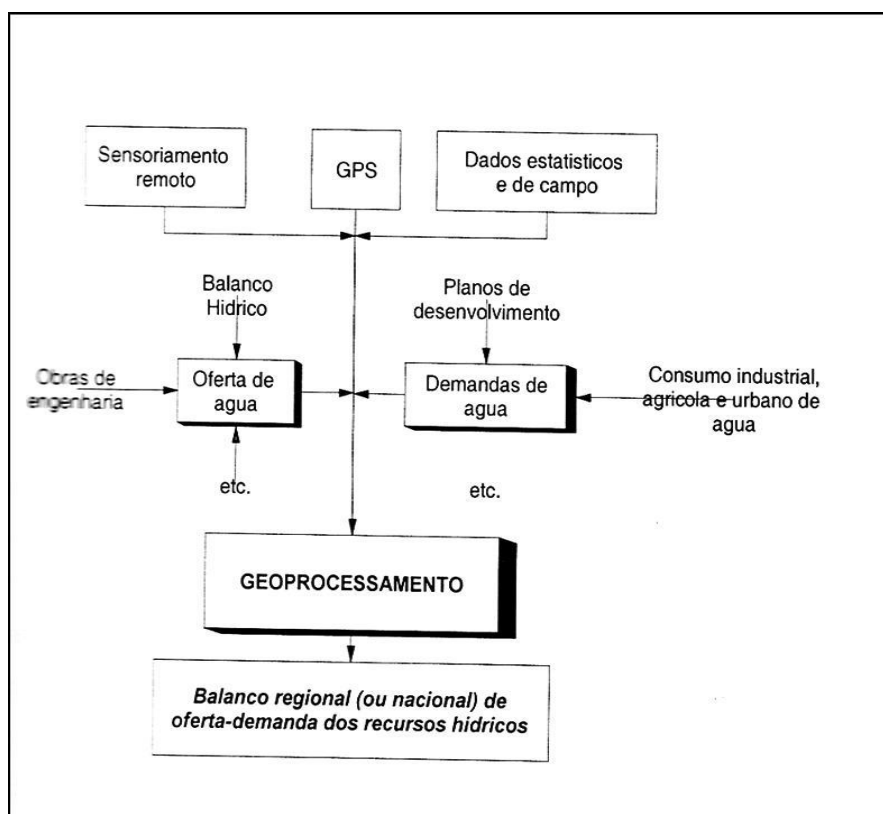 Sensoriamento
remoto
GPS
Dados estatisticos
e de campo
Balanco
Hidrico
Planos de
desenvolvimento
Obras de
engenharia
Oferta de
agua
Demandas de
agua
Consumo industrial,
agricola e urbano de
agua
etc.
etc.
GEOPROCESSAMENTO
Balanco regional (ou nacional) de
oferta-demanda dos recursos hidricos